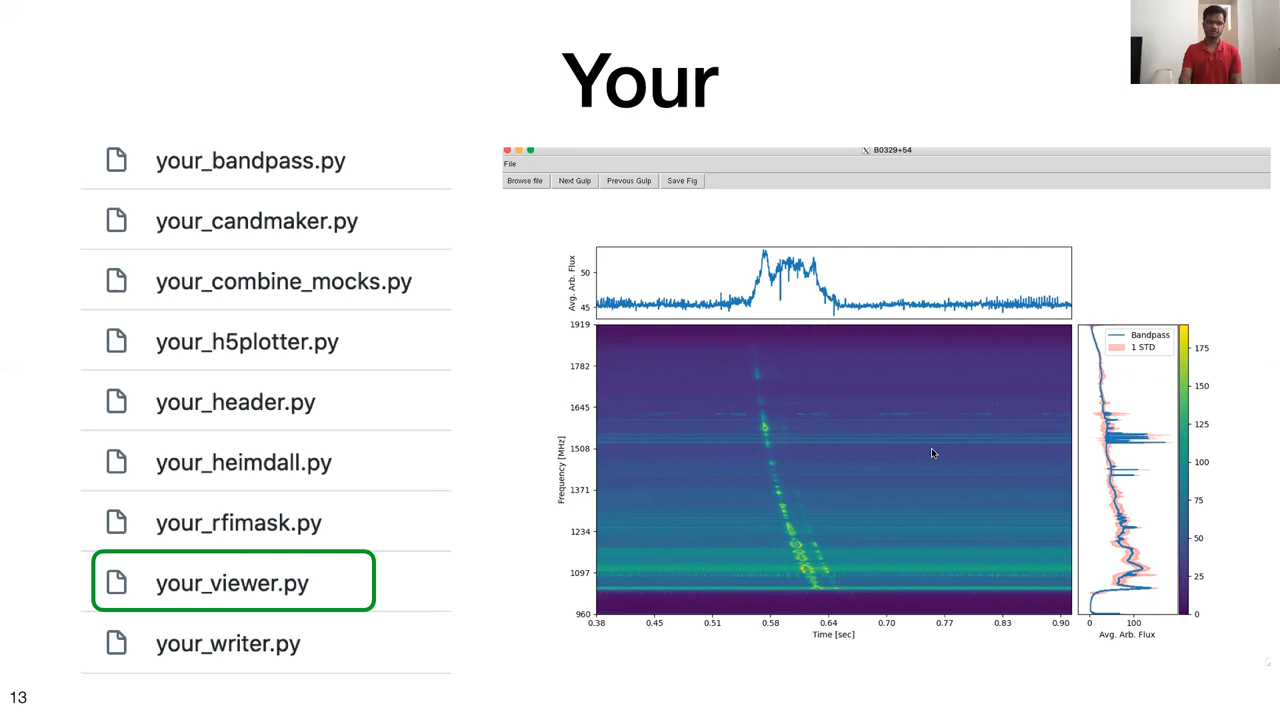 Your
your_bandpass.py
your_candmaker.py
your_combine_mocks.py
your_h5plotter.py
your_header.py
your_heimdall.py
your_rfimask.py
your_viewer.py
your_writer.py
13
B0329+54
File
Browse file Next Gulp Prevous Gulp Save Fig
Avg. Arb. Flux
50
45
Frequency [MHz]
1919
1782
1645
1508
1371
1234
1097
960
0.38 0.45 0.51 0.58 0.64 0.70 0.77 0.83 0.90
Time [sec]
Bandpass
1 STD
0 100
Avg. Arb. Flux
175
150
125
100
75
50
25
0